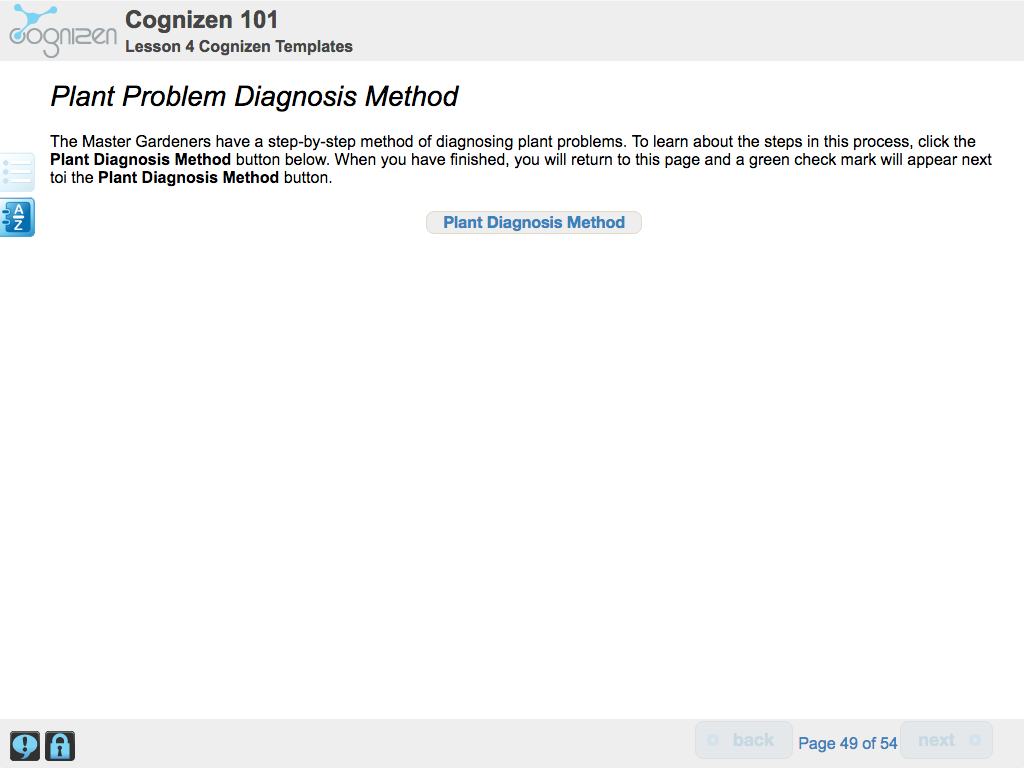 cognizen
Cognizen 101
Lesson 4 Cognizen Templates
Plant Problem Diagnosis Method
The Master Gardeners have a step-by-step method of diagnosing plant problems. To learn about the steps in this process, click the
Plant Diagnosis Method button below. When you have finished, you will return to this page and a green check mark will appear next
toi the Plant Diagnosis Method button.
A
Z
Plant Diagnosis Method
back
Page 49 of 54
next